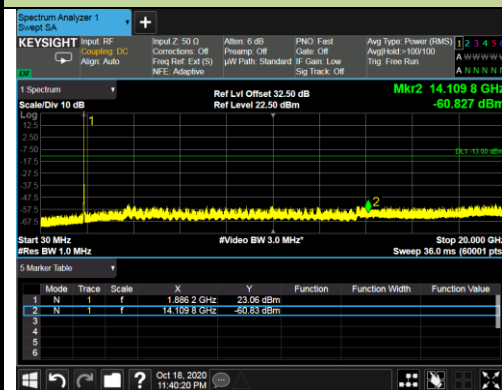 Spectrum Analyzer 1
Swept SA
KEYSIGHT Input: RF Input Z: 50 Ω Atten: 6 dB PNO: Fast Avg Type: Power (RMS) 1 2 3 4 5
Coupling: DC Corrections: Off Preamp: Off Gate: Off Avg|Hold:>100/100 A W W W W
Align: Auto Freq Ref: Ext (S) µW Path: Standard IF Gain: Low Trig: Free Run
NFE: Adaptive Sig Track: Off A N N N N
1 Spectrum Ref Lvl Offset 32.50 dB Mkr2 14.109 8 GHz
Scale/Div 10 dB Ref Level 22.50 dBm -60.827 dBm
Log
12.5 1
2.50
-7.50 DL1 -13.00 dBm
-17.5
-27.5
-37.5
-47.5 2
-57.5
-67.5
Start 30 MHz #Video BW 3.0 MHz* Stop 20.000 GHz
#Res BW 1.0 MHz Sweep 36.0 ms (60001 pts
5 Marker Table
Mode Trace Scale X Y Function Function Width Function Value
1 N 1 f 1.886 2 GHz 23.06 dBm
2 N 1 f 14.109 8 GHz -60.83 dBm
3
4
5
6
Oct 18, 2020
11:40:20 PM